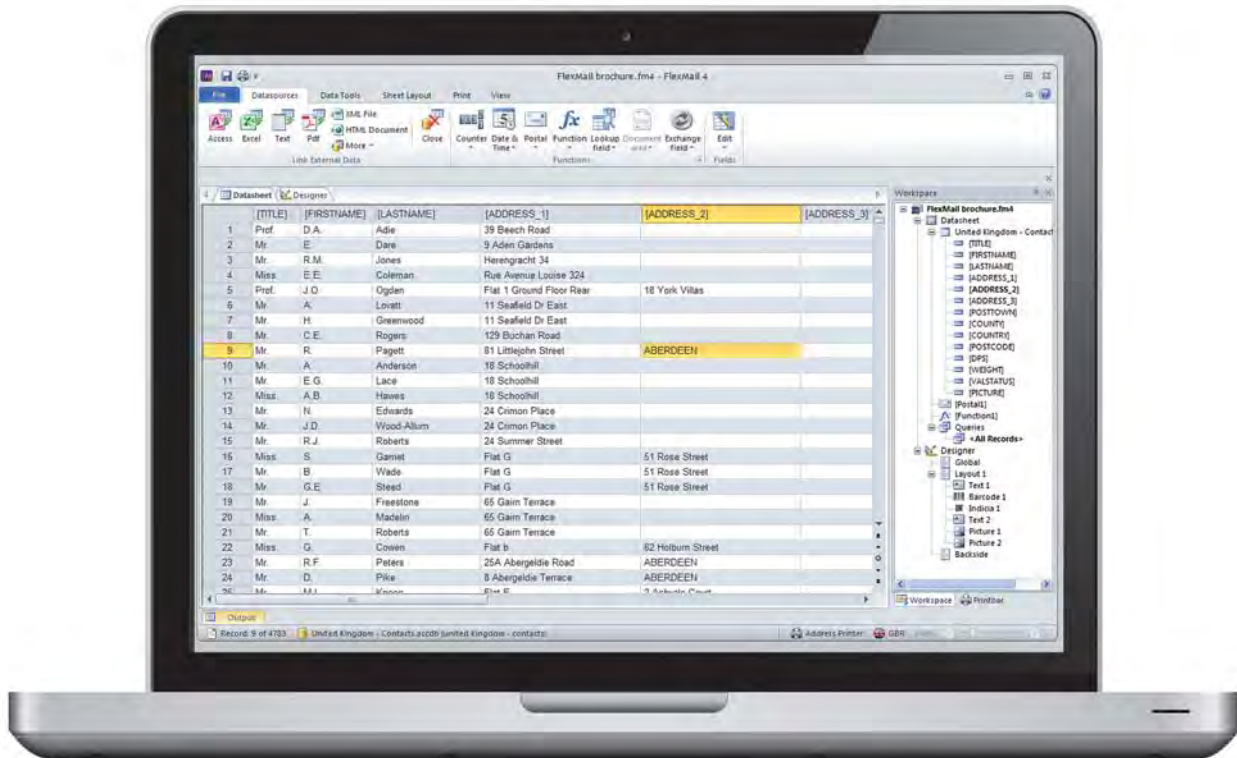 FlexMail brochure.fm4 - FlexMail 4
File Datasources Data Tools Sheet Layout Print View
Access Excel Text Pdf XML File HTML Document More Close Counter Date & Time Postal Function Lookup field Exchange field Edit
Link External Data Functions Fields
Datasheet Designer
[TITLE] [FIRSTNAME] [LASTNAME] [ADDRESS_1] [ADDRESS_2] [ADDRESS_3]
1 Prof. D.A. Adie 39 Beech Road
2 Mr. E. Dare 9 Aden Gardens
3 Mr. R.M. Jones Herengracht 34
4 Miss E.E. Coleman Rue Avenue Louise 324
5 Prof. J.O. Ogden Flat 1 Ground Floor Rear 18 York Villas
6 Mr. A. Lovatt 11 Seafield Dr East
7 Mr. H. Greenwood 11 Seafield Dr East
8 Mr. C.E. Rogers 129 Buchan Road
9 Mr. R. Pagett 81 Littlejohn Street ABERDEEN
10 Mr. A. Anderson 18 Schoolhill
11 Mr. E.G. Lace 18 Schoolhill
12 Miss A.B. Hawes 18 Schoolhill
13 Mr. N. Edwards 24 Crimon Place
14 Mr. J.D. Wood-Allum 24 Crimon Place
15 Mr. R.J. Roberts 24 Summer Street
16 Miss S. Garnet Flat G 51 Rose Street
17 Mr. B. Wade Flat G 51 Rose Street
18 Mr. G.E. Steed Flat G 51 Rose Street
19 Mr. J. Freestone 65 Gairn Terrace
20 Miss A. Madelin 65 Gairn Terrace
21 Mr. T. Roberts 65 Gairn Terrace
22 Miss G. Cowen Flat b 62 Holburn Street
23 Mr. R.F. Peters 25A Abergeldie Road ABERDEEN
24 Mr. D. Pike 8 Abergeldie Terrace ABERDEEN
Workspace
FlexMail brochure.fm4
Datasheet
United Kingdom - Contact
[TITLE]
[FIRSTNAME]
[LASTNAME]
[ADDRESS_1]
[ADDRESS_2]
[ADDRESS_3]
[POSTTOWN]
[COUNTY]
[COUNTRY]
[POSTCODE]
[DPS]
[WEIGHT]
[VALSTATUS]
[PICTURE]
[Postal1]
[Function1]
Queries
<All Records>
Designer
Global
Layout 1
Text 1
Barcode 1
Indicia 1
Text 2
Picture 1
Picture 2
Backside
Workspace Printbar
Output
Record: 9 of 4783 United Kingdom - Contacts.accdb [united kingdom - contacts] Address Printer GBR